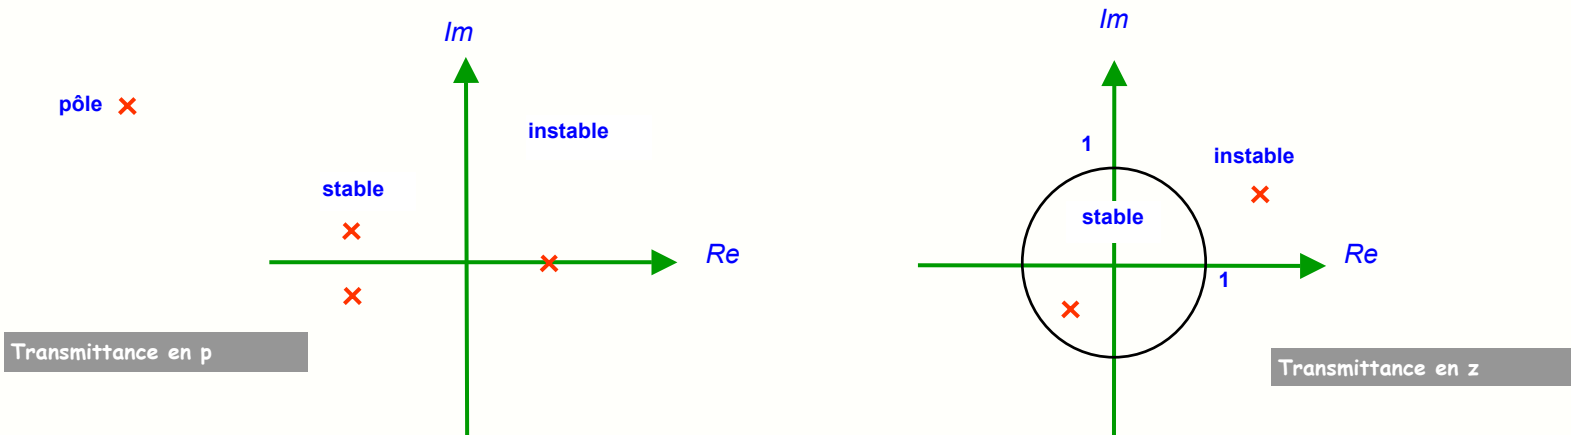 Im
pôle
instable
stable
Re
Transmittance en p
Im
1
instable
stable
Re
1
Transmittance en z